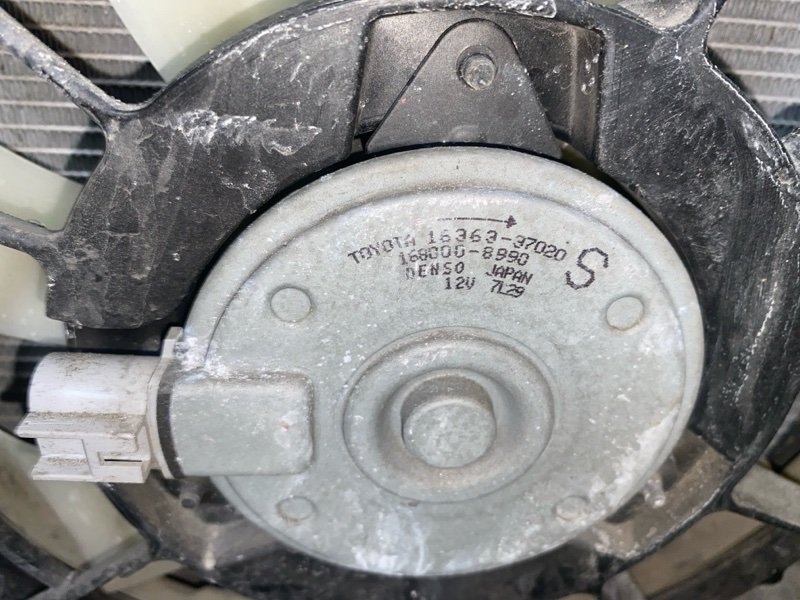 TOYOTA 16363-37020
168000-8990
S
DENSO JAPAN
12V 7L29